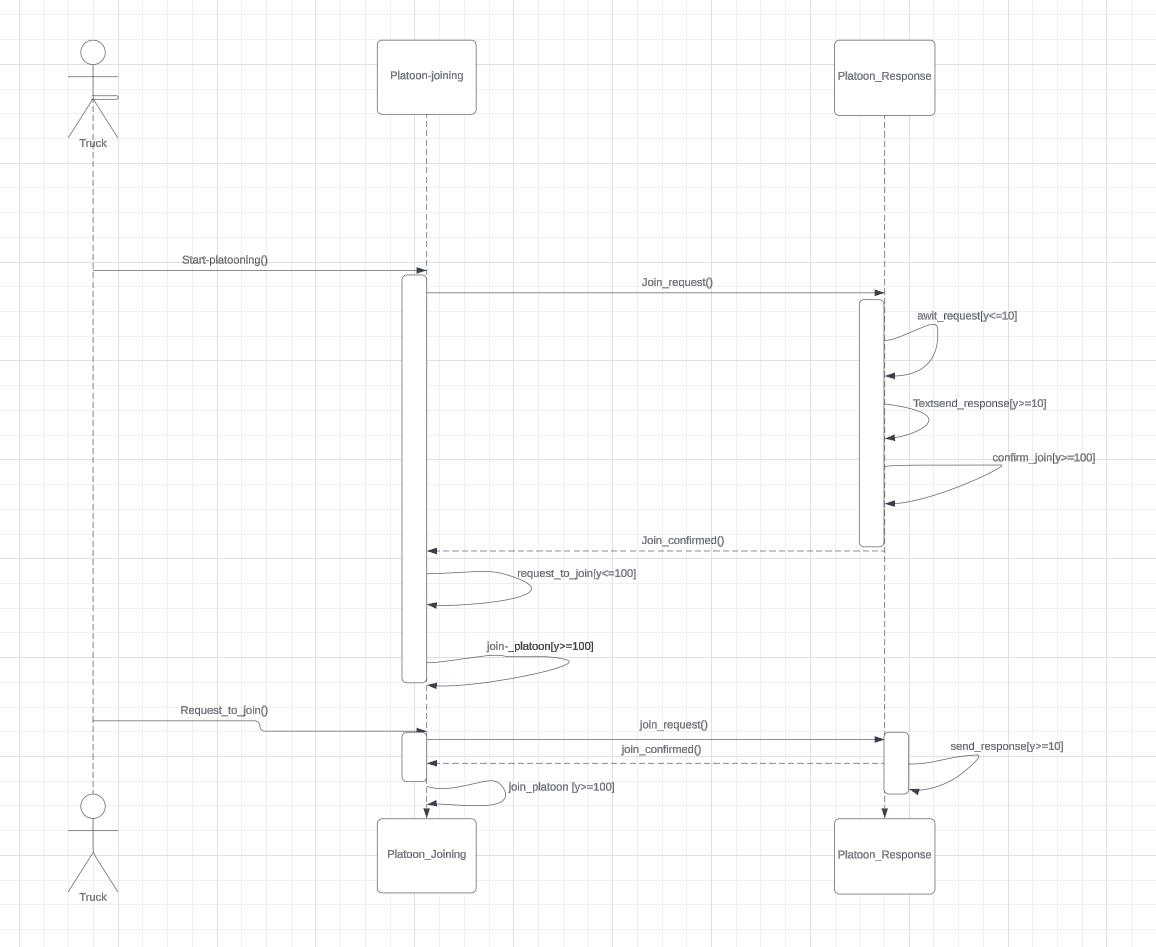 Platoon-joining
Platoon_Response
Truck
Start-platooning()
Join_request()
awit_request[y<=10]
Textsend_response[y>=10]
confirm_join[y>=100]
Join_confirmed()
request_to_join[y<=100]
join-_platoon[y>=100]
Request_to_join()
join_request()
send_response[y>=10]
join_confirmed()
join_platoon [y>=100]
Platoon_Joining
Platoon_Response
Truck